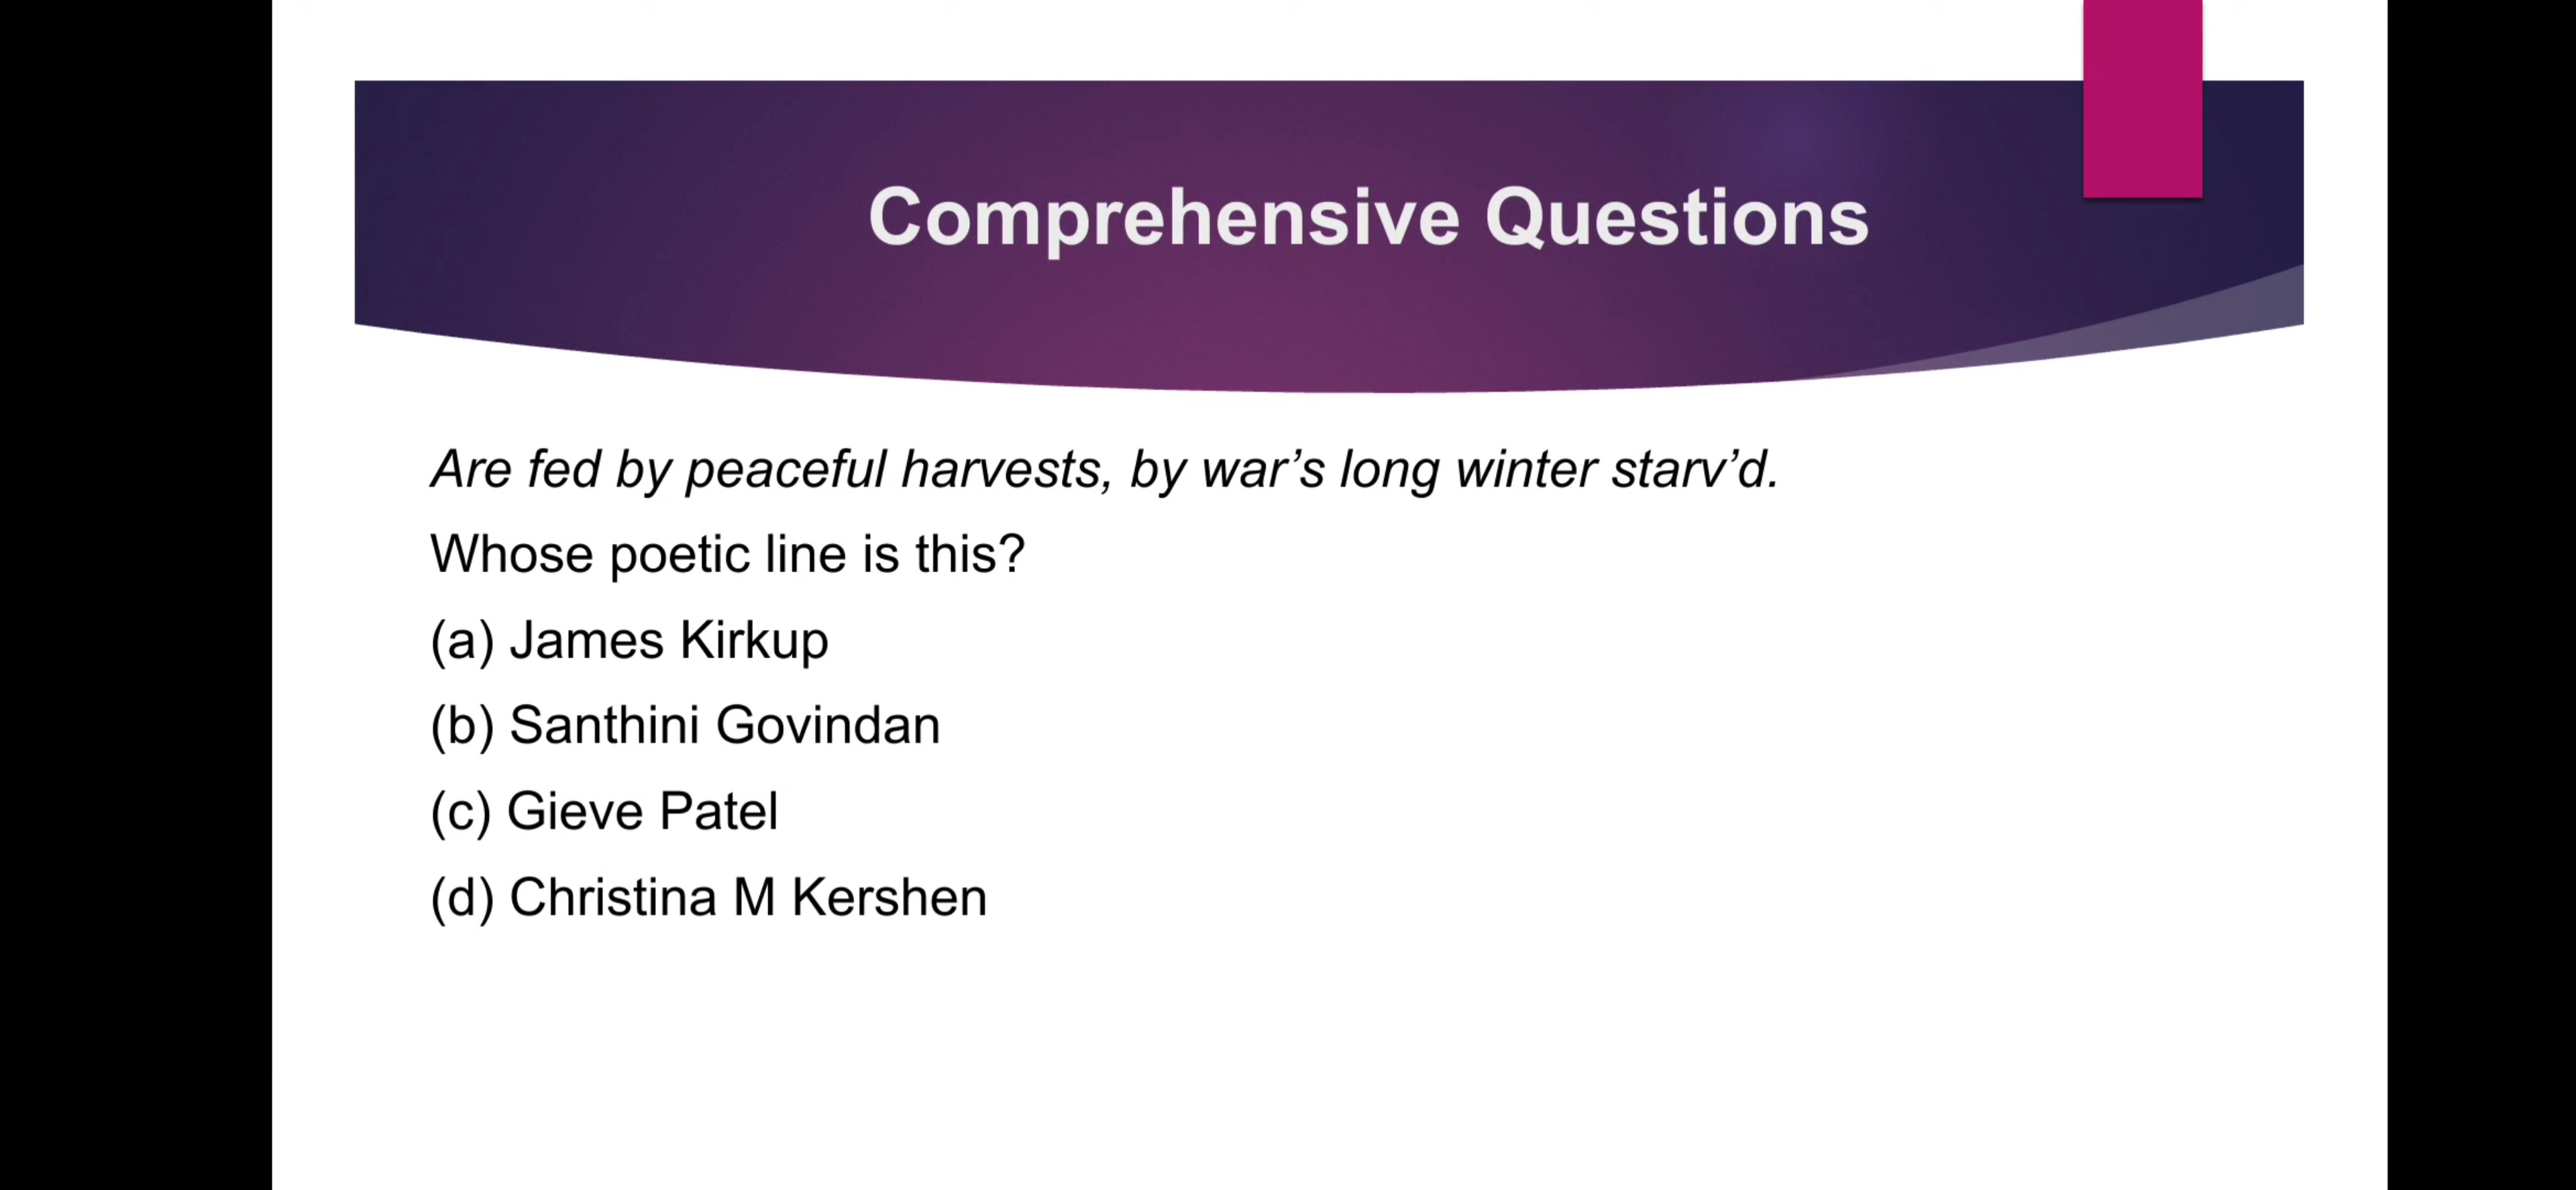 Comprehensive Questions
Are fed by peaceful harvests, by war’s long winter starv’d.
Whose poetic line is this?
(a) James Kirkup
(b) Santhini Govindan
(c) Gieve Patel
(d) Christina M Kershen